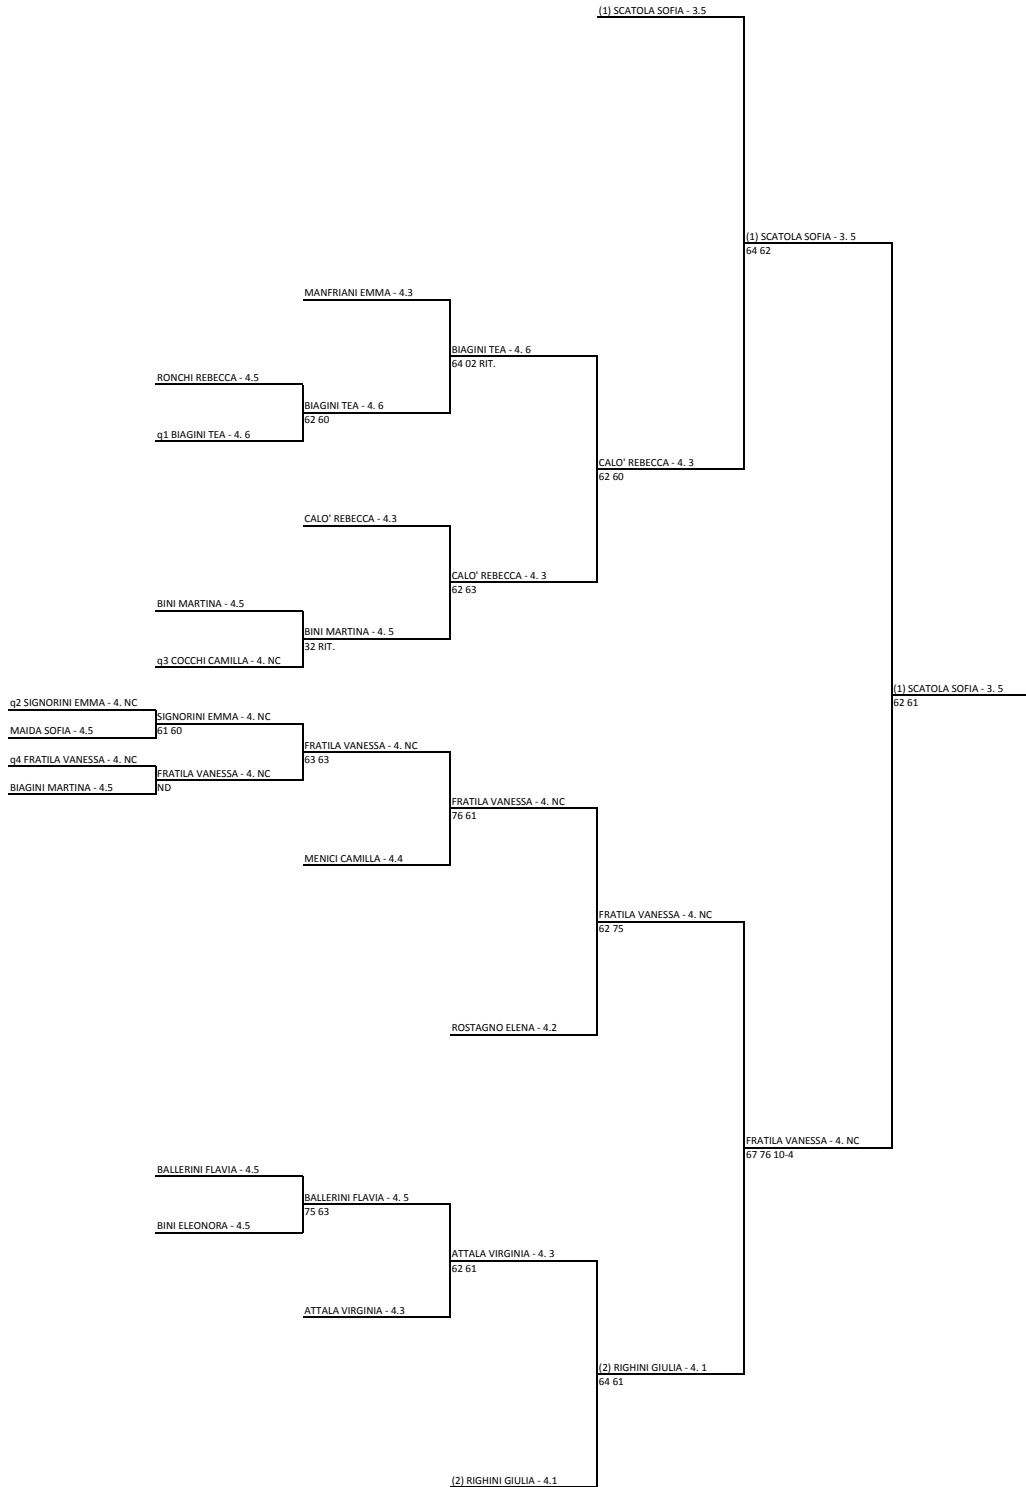 (1) SCATOLA SOFIA - 3.5
(1) SCATOLA SOFIA - 3. 5
64 62
MANFRIANI EMMA - 4.3
BIAGINI TEA - 4. 6
64 02 RIT.
RONCHI REBECCA - 4.5
BIAGINI TEA - 4. 6
62 60
q1 BIAGINI TEA - 4. 6
CALO' REBECCA - 4. 3
62 60
CALO' REBECCA - 4.3
CALO' REBECCA - 4. 3
62 63
BINI MARTINA - 4.5
BINI MARTINA - 4. 5
32 RIT.
q3 COCCHI CAMILLA - 4. NC
(1) SCATOLA SOFIA - 3. 5
62 61
q2 SIGNORINI EMMA - 4. NC
SIGNORINI EMMA - 4. NC
61 60
MAIDA SOFIA - 4.5
FRATILA VANESSA - 4. NC
63 63
q4 FRATILA VANESSA - 4. NC
FRATILA VANESSA - 4. NC
ND
BIAGINI MARTINA - 4.5
FRATILA VANESSA - 4. NC
76 61
MENICI CAMILLA - 4.4
FRATILA VANESSA - 4. NC
62 75
ROSTAGNO ELENA - 4.2
FRATILA VANESSA - 4. NC
67 76 10-4
BALLERINI FLAVIA - 4.5
BALLERINI FLAVIA - 4. 5
75 63
BINI ELEONORA - 4.5
ATTALA VIRGINIA - 4. 3
62 61
ATTALA VIRGINIA - 4.3
(2) RIGHINI GIULIA - 4. 1
64 61
(2) RIGHINI GIULIA - 4.1